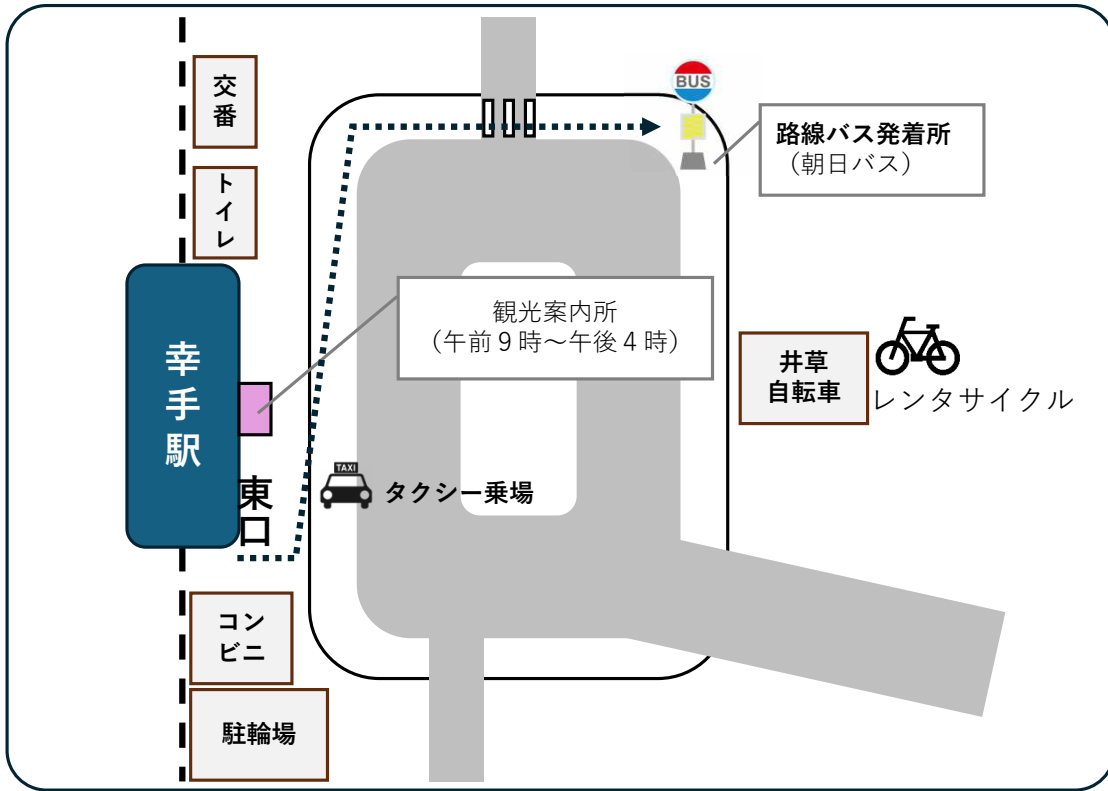 交番
トイレ
BUS
路線バス発着所
（朝日バス）
観光案内所
（午前９時～午後４時）
幸手駅
東口
TAXI
タクシー乗場
井草
自転車
レンタサイクル
コン
ビニ
駐輪場